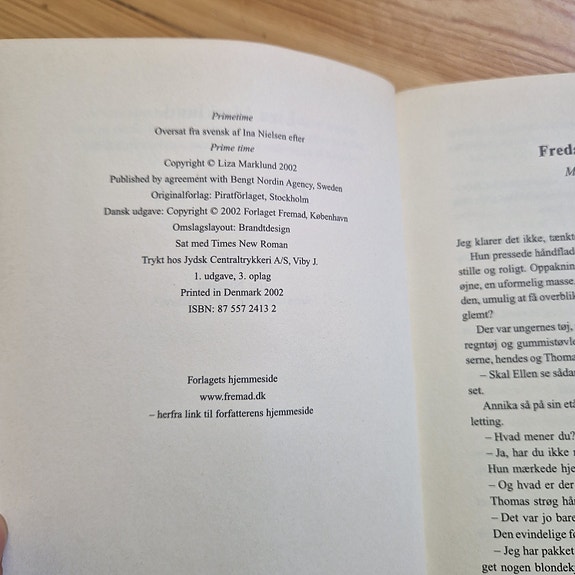 Primetime
Oversat fra svensk af Ina Nielsen efter
Prime time
Copyright © Liza Marklund 2002
Published by agreement with Bengt Nordin Agency, Sweden
Originalforlag: Piratförlaget, Stockholm
Dansk udgave: Copyright © 2002 Forlaget Fremad, København
Omslagslayout: Brandtdesign
Sat med Times New Roman
Trykt hos Jydsk Centraltrykkeri A/S, Viby J.
1. udgave, 3. oplag
Printed in Denmark 2002
ISBN: 87 557 2413 2
Forlagets hjemmeside
www.fremad.dk
– herfra link til forfatterens hjemmeside
Jeg klarer det ikke, tænkt
Hun pressede håndflad
stille og roligt. Oppaknin
øjne, en uformelig masse
den, umulig at få overblik
glemt?
Der var ungernes tøj,
regntøj og gummistøvle
serne, hendes og Thoma
– Skal Ellen se sådan
set.
Annika så på sin etå
letting.
– Hvad mener du?
– Ja, har du ikke
Hun mærkede hje
– Og hvad er der
Thomas strøg hå
– Det var jo bare
Den evindelige fø
– Jeg har pakket
get nogen blondek